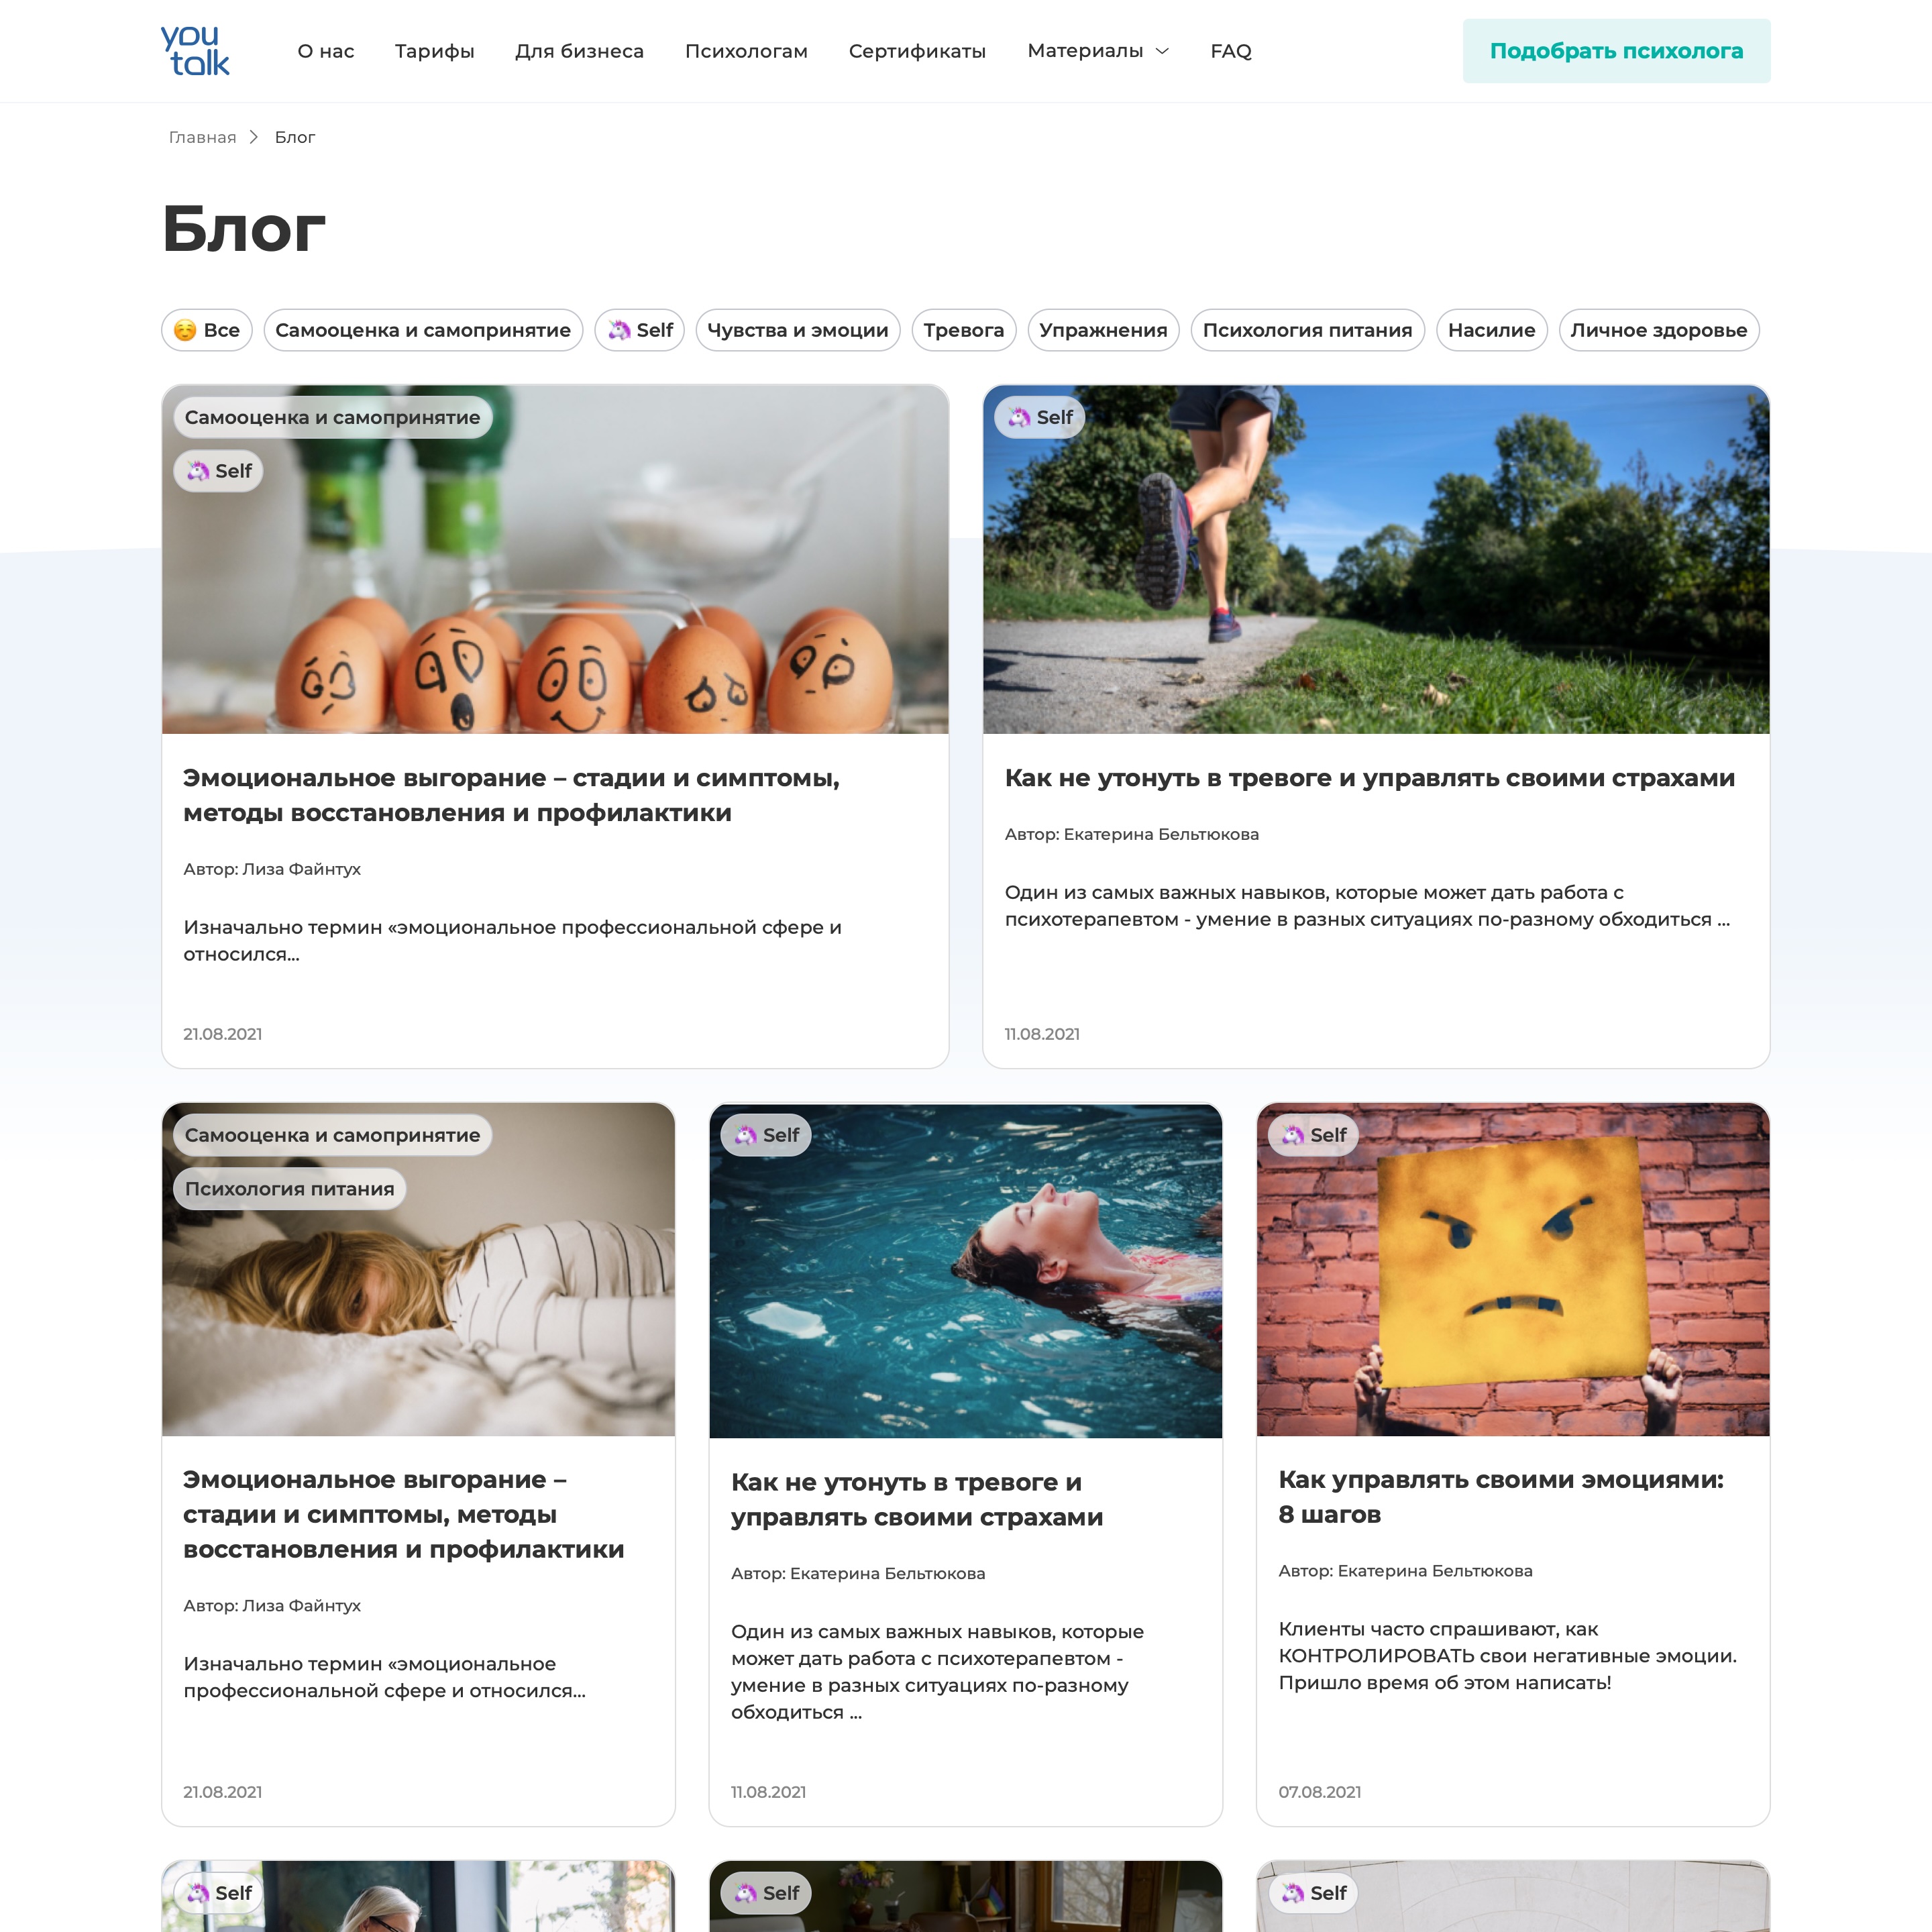 you
talk
О нас
Тарифы
Для бизнеса
Психологам
Сертификаты
Материалы
FAQ
Подобрать психолога
Главная
Блог
Блог
Все
Самооценка и самопринятие
Self
Чувства и эмоции
Тревога
Упражнения
Психология питания
Насилие
Личное здоровье
Самооценка и самопринятие
Self
Эмоциональное выгорание – стадии и симптомы,
методы восстановления и профилактики
Автор: Лиза Файнтух
Изначально термин «эмоциональное профессиональной сфере и
относился...
21.08.2021
Self
Как не утонуть в тревоге и управлять своими страхами
Автор: Екатерина Бельтюкова
Один из самых важных навыков, которые может дать работа с
психотерапевтом - умение в разных ситуациях по-разному обходиться ...
11.08.2021
Самооценка и самопринятие
Психология питания
Эмоциональное выгорание –
стадии и симптомы, методы
восстановления и профилактики
Автор: Лиза Файнтух
Изначально термин «эмоциональное
профессиональной сфере и относился...
21.08.2021
Self
Как не утонуть в тревоге и
управлять своими страхами
Автор: Екатерина Бельтюкова
Один из самых важных навыков, которые
может дать работа с психотерапевтом -
умение в разных ситуациях по-разному
обходиться ...
11.08.2021
Self
Как управлять своими эмоциями:
8 шагов
Автор: Екатерина Бельтюкова
Клиенты часто спрашивают, как
КОНТРОЛИРОВАТЬ свои негативные эмоции.
Пришло время об этом написать!
07.08.2021
Self
Self
Self